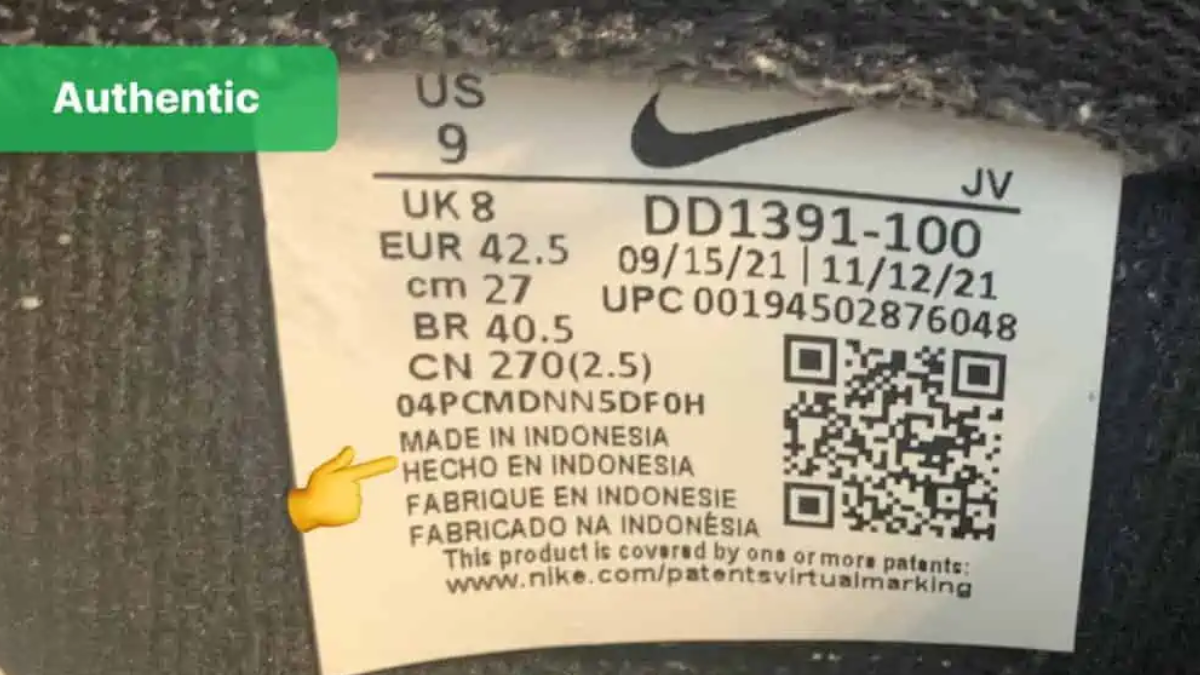 Authentic
US
9
JV
UK 8
EUR 42.5
cm 27
BR 40.5
CN 270(2.5)
DD1391-100
09/15/21 | 11/12/21
UPC 00194502876048
04PCMDNN5DF0H
MADE IN INDONESIA
HECHO EN INDONESIA
FABRIQUE EN INDONESIE
FABRICADO NA INDONÉSIA
This product is covered by one or more patents:
www.nike.com/patentsvirtualmarking